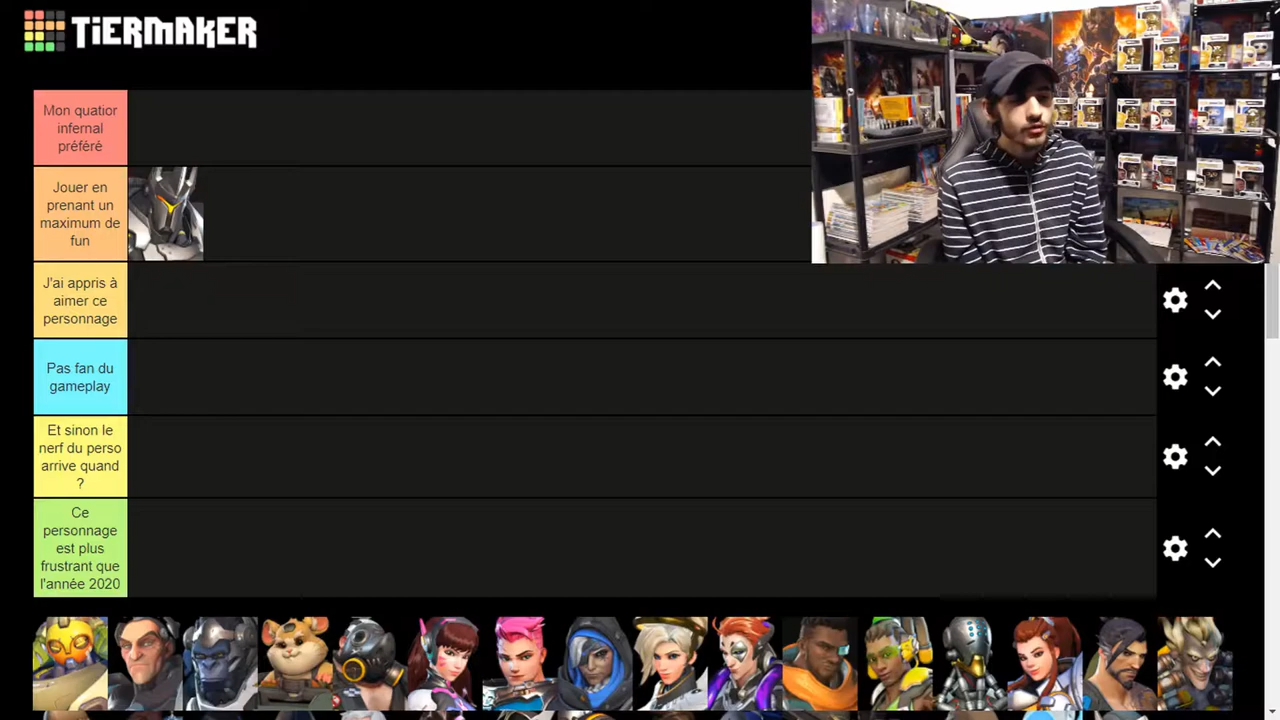 TiERMAKER
Mon quatior
infernal
préféré
Jouer en
prenant un
maximum de
fun
J'ai appris à
aimer ce
personnage
Pas fan du
gameplay
Et sinon le
nerf du perso
arrive quand
?
Ce
personnage
est plus
frustrant que
l'année 2020